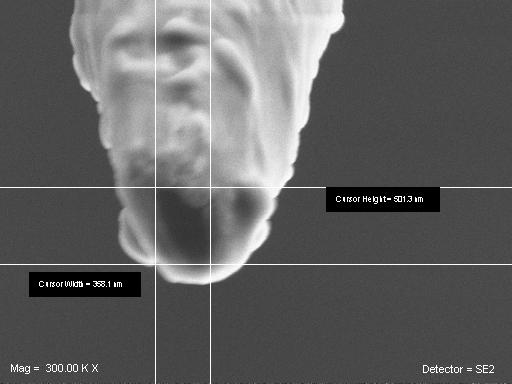 Cursor Height = 501.3 nm
Cursor Width = 358.1 nm
Mag = 300.00 K X
Detector = SE2